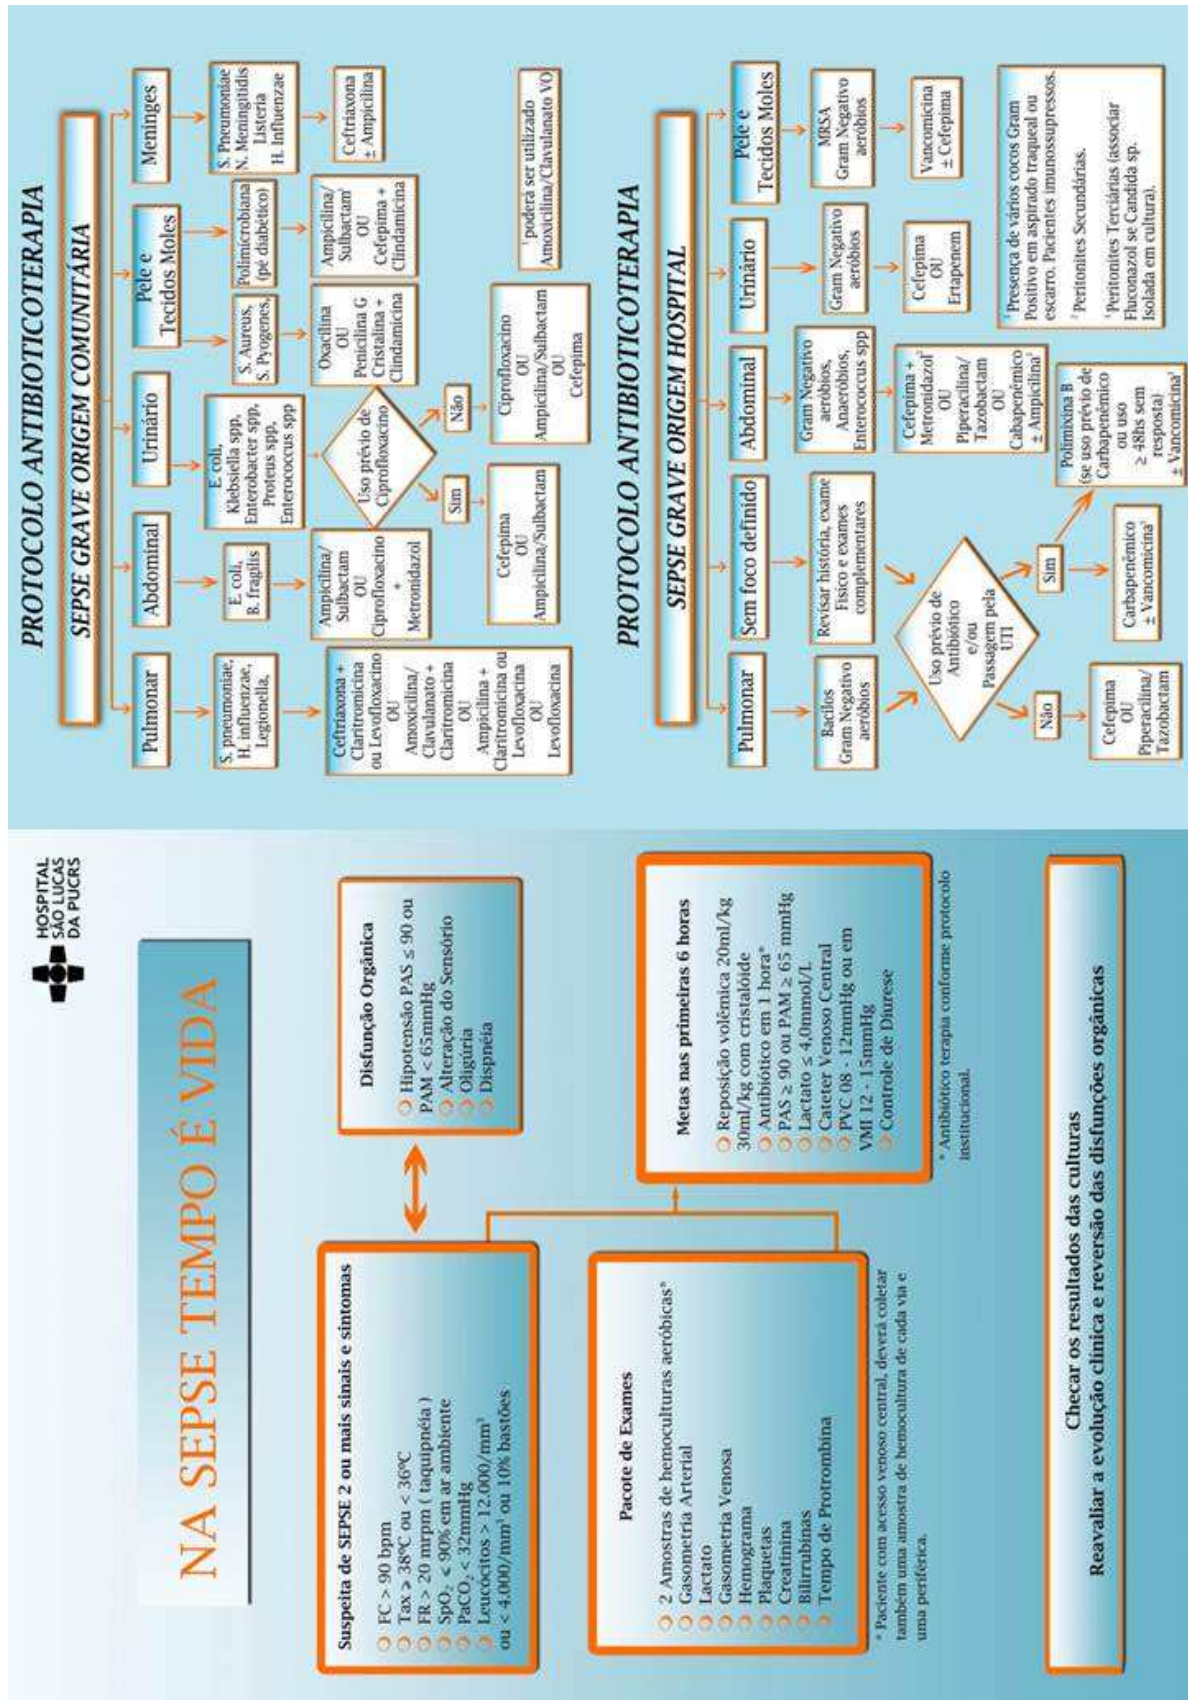 HOSPITAL
SÃO LUCAS
DA PUCRS
NA SEPSE TEMPO É VIDA
Suspeita de SEPSE 2 ou mais sinais e sintomas
FC > 90 bpm
Tax > 38ºC ou < 36ºC
FR > 20 mrpm ( taquipnéia )
SpO₂ < 90% em ar ambiente
PaCO₂ < 32mmHg
Leucócitos > 12.000/mm³
ou < 4.000/mm³ ou 10% bastões
Disfunção Orgânica
Hipotensão PAS ≤ 90 ou
PAM < 65mmHg
Alteração do Sensório
Oligúria
Dispnéia
Pacote de Exames
2 Amostras de hemoculturas aeróbicas*
Gasometria Arterial
Lactato
Gasometria Venosa
Hemograma
Plaquetas
Creatinina
Bilirrubinas
Tempo de Protrombina
* Paciente com acesso venoso central, deverá coletar
também uma amostra de hemocultura de cada via e
uma periférica.
Metas nas primeiras 6 horas
Reposição volêmica 20ml/kg
30ml/kg com cristalóide
Antibiótico em 1 hora*
PAS ≥ 90 ou PAM ≥ 65 mmHg
Lactato ≤ 4,0mmol/L
Cateter Venoso Central
PVC 08 - 12mmHg ou em
VMI 12 - 15mmHg
Controle de Diurese
* Antibiótico terapia conforme protocolo
institucional.
Checar os resultados das culturas
Reavaliar a evolução clínica e reversão das disfunções orgânicas
PROTOCOLO ANTIBIOTICOTERAPIA
SEPSE GRAVE ORIGEM COMUNITÁRIA
Pulmonar
S. pneumoniae,
H. influenzae,
Legionella,
Ceftriaxona +
Claritromicina
ou Levofloxacino
OU
Amoxicilina/
Clavulanato +
Claritromicina
OU
Ampicilina +
Claritromicina ou
Levofloxacina
OU
Levofloxacina
Abdominal
E. coli,
B. fragilis
Ampicilina/
Sulbactam
OU
Ciprofloxacino
+
Metronidazol
Urinário
E. coli,
Klebsiella spp,
Enterobacter spp,
Proteus spp,
Enterococcus spp
Uso prévio de
Ciprofloxacino
Sim
Cefepima
OU
Ampicilina/Sulbactam
Não
Ciprofloxacino
OU
Ampicilina/Sulbactam
OU
Cefepima
Pele e
Tecidos Moles
S. Aureus,
S. Pyogenes,
Oxacilina
OU
Penicilina G
Cristalina +
Clindamicina
Polimicrobiana
(pé diabético)
Ampicilina/
Sulbactam¹
OU
Cefepima +
Clindamicina
Meninges
S. Pneumoniae
N. Meningitidis
Listeria
H. Influenzae
Ceftriaxona
± Ampicilina
¹ poderá ser utilizado
Amoxicilina/Clavulanato VO
PROTOCOLO ANTIBIOTICOTERAPIA
SEPSE GRAVE ORIGEM HOSPITAL
Pulmonar
Bacilos
Gram Negativo
aeróbios
Sem foco definido
Revisar história, exame
Físico e exames
complementares
Uso prévio de
Antibiótico
e/ou
Passagem pela
UTI
Não
Cefepima
OU
Piperacilina/
Tazobactam
Sim
Carbapenêmico
± Vancomicina¹
Polimixina B
(se uso prévio de
Carbapenêmico
ou uso
≥ 48hs sem
resposta)
± Vancomicina¹
Abdominal
Gram Negativo
aeróbios,
Anaeróbios,
Enterococcus spp
Cefepima +
Metronidazol²
OU
Piperacilina/
Tazobactam
OU
Cabapenêmico
± Ampicilina³
Urinário
Gram Negativo
aeróbios
Cefepima
OU
Ertapenem
Pele e
Tecidos Moles
MRSA
Gram Negativo
aeróbios
Vancomicina
± Cefepima
¹ Presença de vários cocos Gram
Positivo em aspirado traqueal ou
escarro. Pacientes imunossupressos.
² Peritonites Secundárias.
Peritonites Terciárias (associar
Fluconazol se Candida sp.
Isolada em cultura).